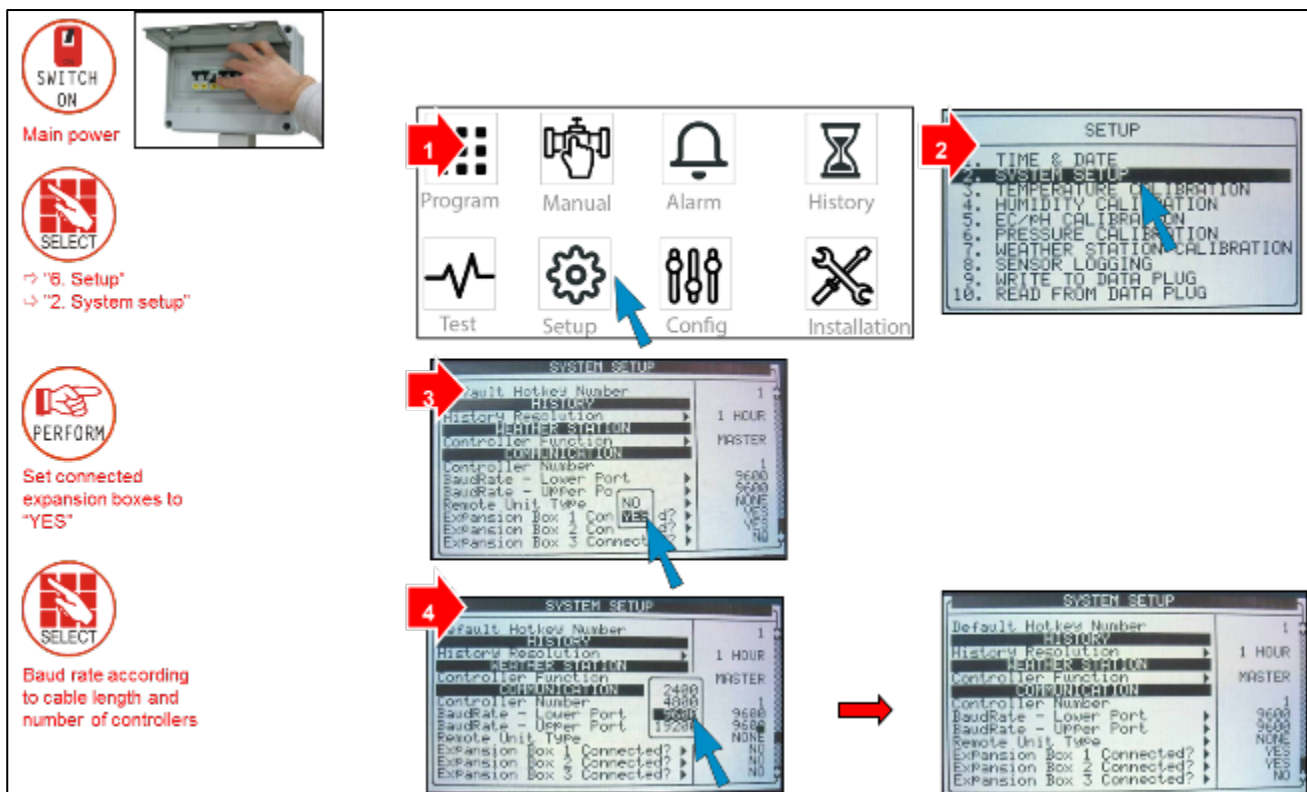 SWITCH
ON
Main power
SELECT
⇨ "6. Setup"
⇨ "2. System setup"
PERFORM
Set connected
expansion boxes to
"YES"
SELECT
Baud rate according
to cable length and
number of controllers
1
Program
Manual
Alarm
History
Test
Setup
Config
Installation
2
SETUP
TIME & DATE
2. SYSTEM SETUP
3. TEMPERATURE CALIBRATION
4. HUMIDITY CALIBRATION
5. EC/PH CALIBRATION
6. PRESSURE CALIBRATION
7. WEATHER STATION CALIBRATION
8. SENSOR LOGGING
9. WRITE TO DATA PLUG
10. READ FROM DATA PLUG
3
SYSTEM SETUP
Default Hotkey Number 1
HISTORY
History Resolution 1 HOUR
WEATHER STATION
Controller Function MASTER
COMMUNICATION
Controller Number 1
BaudRate - Lower Port 9600
BaudRate - Upper Po 9600
Remote Unit Type NONE
NO
YES
Expansion Box 1 Con d? YES
Expansion Box 2 Con d? YES
Expansion Box 3 Connected? NO
4
SYSTEM SETUP
Default Hotkey Number 1
HISTORY
History Resolution 1 HOUR
WEATHER STATION
Controller Function MASTER
COMMUNICATION
2400
4800
9600
19200
Controller Number 1
BaudRate - Lower Port 9600
BaudRate - Upper Port 9600
Remote Unit Type NONE
Expansion Box 1 Connected? NO
Expansion Box 2 Connected? NO
Expansion Box 3 Connected? NO
SYSTEM SETUP
Default Hotkey Number 1
HISTORY
History Resolution 1 HOUR
WEATHER STATION
Controller Function MASTER
COMMUNICATION
Controller Number 1
BaudRate - Lower Port 9600
BaudRate - Upper Port 9600
Remote Unit Type NONE
Expansion Box 1 Connected? YES
Expansion Box 2 Connected? YES
Expansion Box 3 Connected? NO